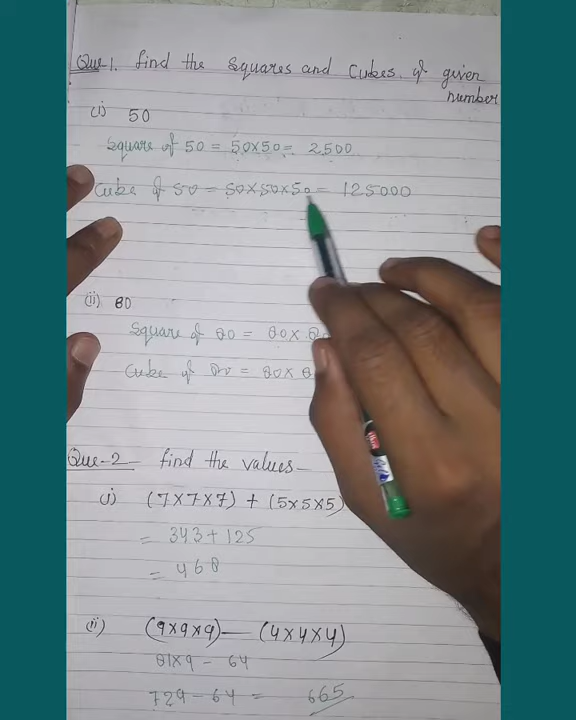 Que 1. find the squares and cubes of given
number
(i) 50
Square of 50 = 50×50= 2500
Cube of 50 = 50×50×50= 125000
(ii) 80
Square of 80 = 80×
Cube of 80 = 80×
Que-2 find the values-
(i) (7×7×7) + (5×5×5)
= 343+125
= 468
(ii) (9×9×9) — (4×4×4)
81×9 - 64
729-64 = 665